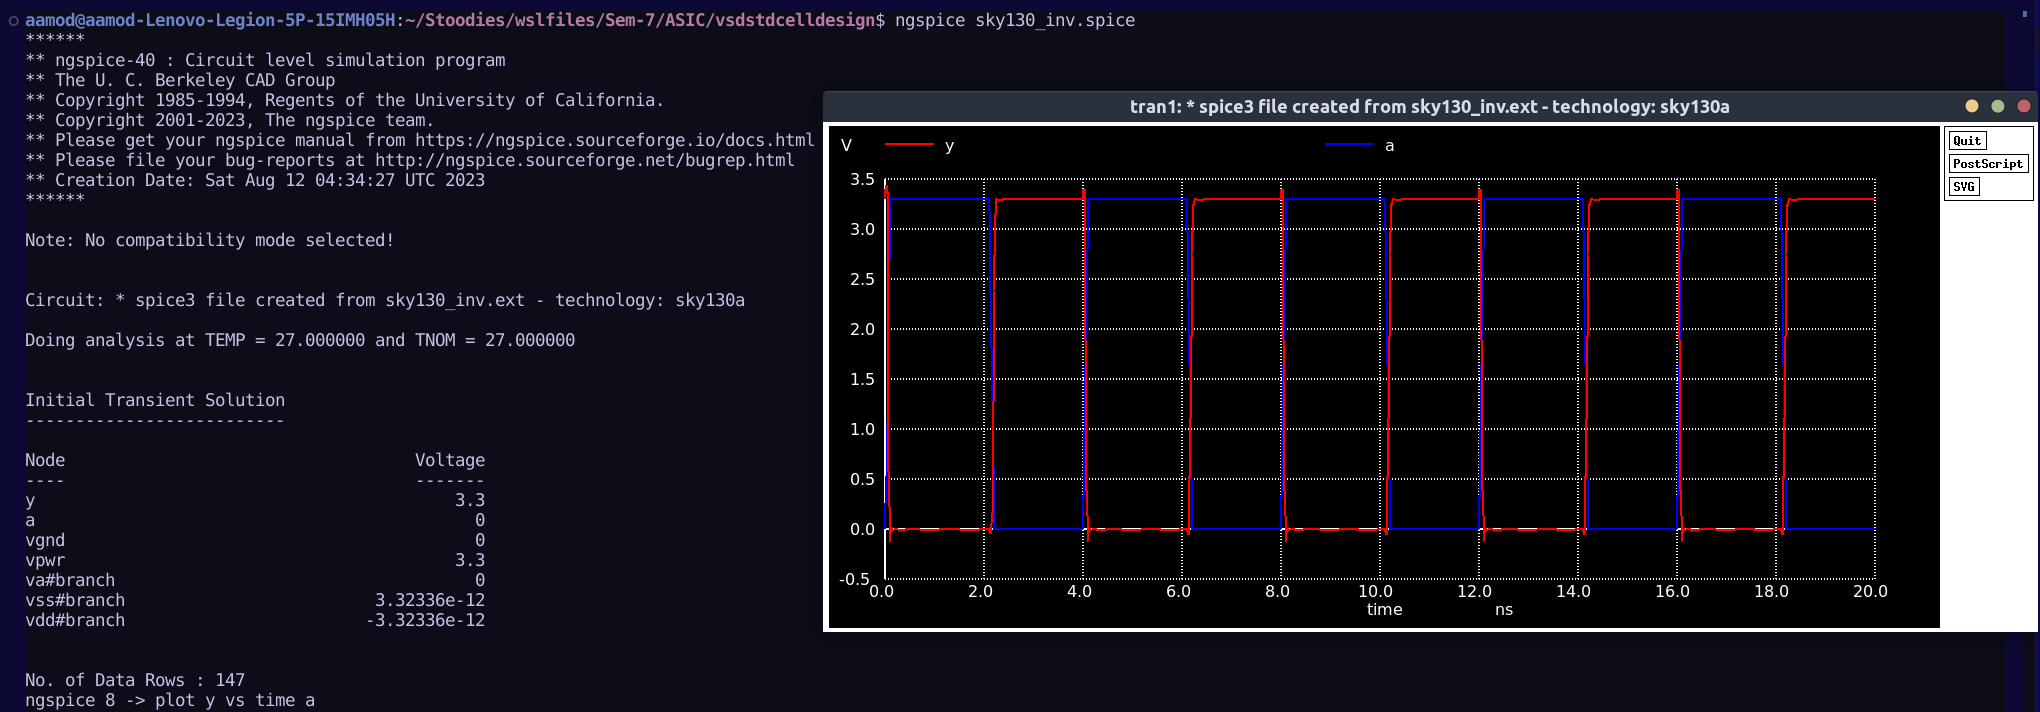 aamod@aamod-Lenovo-Legion-5P-15IMH05H:~/Stoodies/wslfiles/Sem-7/ASIC/vsdstdcelldesign$ ngspice sky130_inv.spice
******
** ngspice-40 : Circuit level simulation program
** The U. C. Berkeley CAD Group
** Copyright 1985-1994, Regents of the University of California.
** Copyright 2001-2023, The ngspice team.
** Please get your ngspice manual from https://ngspice.sourceforge.io/docs.html
** Please file your bug-reports at http://ngspice.sourceforge.net/bugrep.html
** Creation Date: Sat Aug 12 04:34:27 UTC 2023
******
Note: No compatibility mode selected!
Circuit: * spice3 file created from sky130_inv.ext - technology: sky130a
Doing analysis at TEMP = 27.000000 and TNOM = 27.000000
Initial Transient Solution
--------------------------
Node Voltage
---- -------
y 3.3
a 0
vgnd 0
vpwr 3.3
va#branch 0
vss#branch 3.32336e-12
vdd#branch -3.32336e-12
No. of Data Rows : 147
ngspice 8 -> plot y vs time a
tran1: * spice3 file created from sky130_inv.ext - technology: sky130a
V y a
3.5
3.0
2.5
2.0
1.5
1.0
0.5
0.0
-0.5
0.0 2.0 4.0 6.0 8.0 10.0 12.0 14.0 16.0 18.0 20.0
time ns
Quit
PostScript
SVG